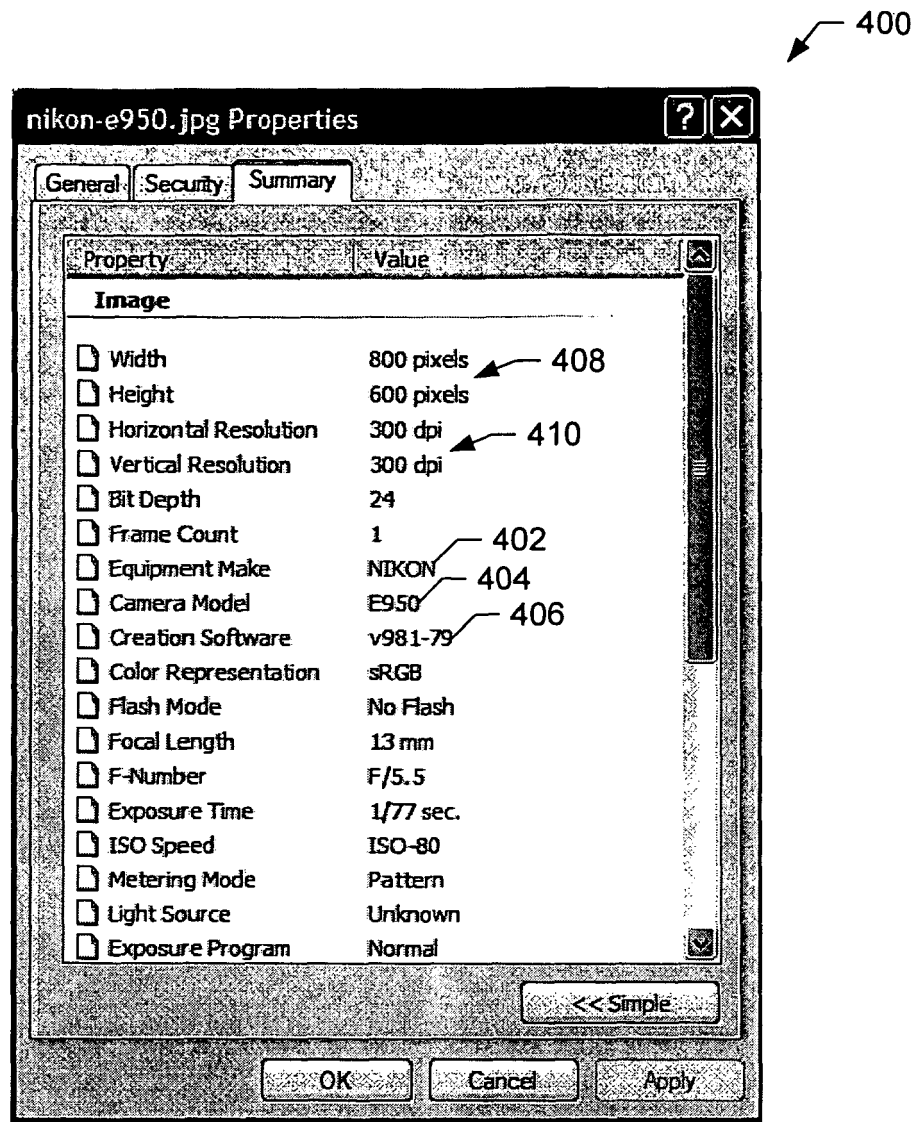 400
nikon-e950.jpg Properties
General Security Summary
Property Value
Image
Width 800 pixels 408
Height 600 pixels
Horizontal Resolution 300 dpi 410
Vertical Resolution 300 dpi
Bit Depth 24
Frame Count 1 402
Equipment Make NIKON 404
Camera Model E950 406
Creation Software v981-79
Color Representation sRGB
Flash Mode No Flash
Focal Length 13 mm
F-Number F/5.5
Exposure Time 1/77 sec.
ISO Speed ISO-80
Metering Mode Pattern
Light Source Unknown
Exposure Program Normal
<< Simple
OK Cancel Apply